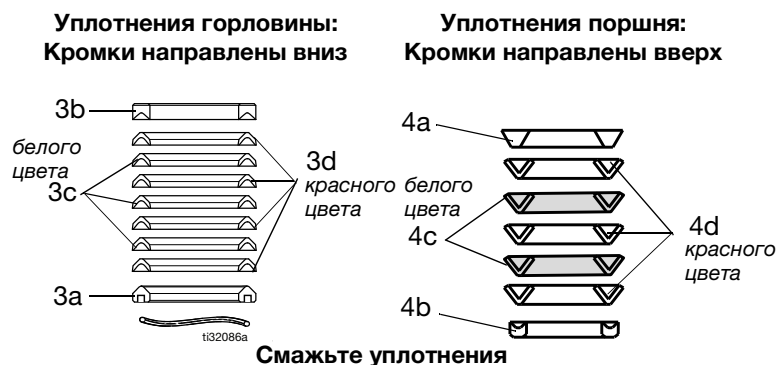 Уплотнения горловины:
Кромки направлены вниз
3b
белого
цвета
3c
3d
красного
цвета
3a
ti32086a
Уплотнения поршня:
Кромки направлены вверх
4a
белого
цвета
4c
4d
красного
цвета
4b
Смажьте уплотнения